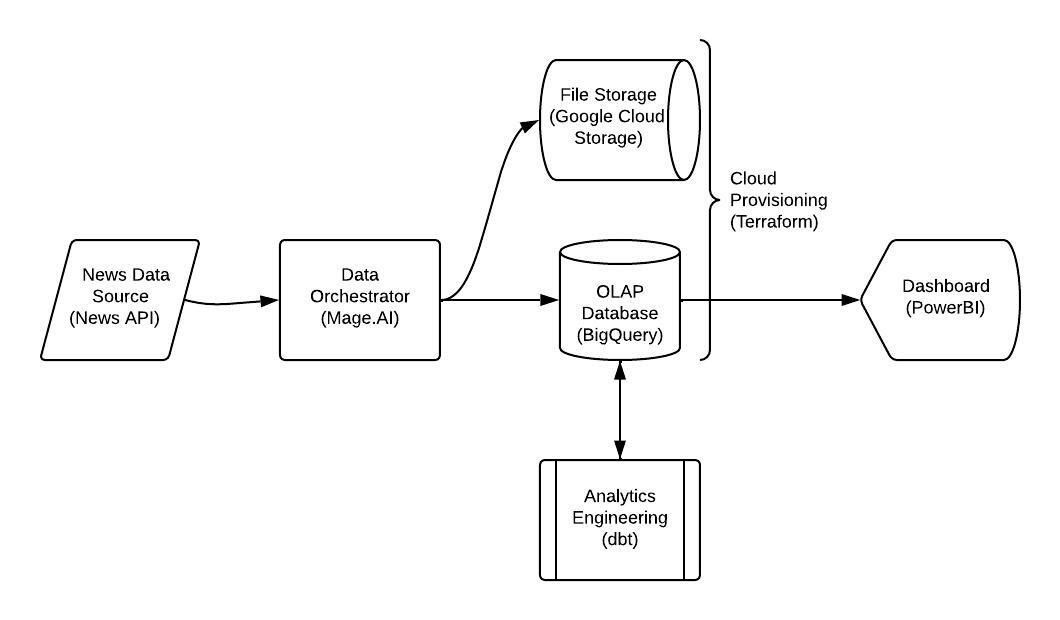 File Storage
(Google Cloud
Storage)
Cloud
Provisioning
(Terraform)
News Data
Source
(News API)
Data
Orchestrator
(Mage.AI)
OLAP
Database
(BigQuery)
Dashboard
(PowerBI)
Analytics
Engineering
(dbt)